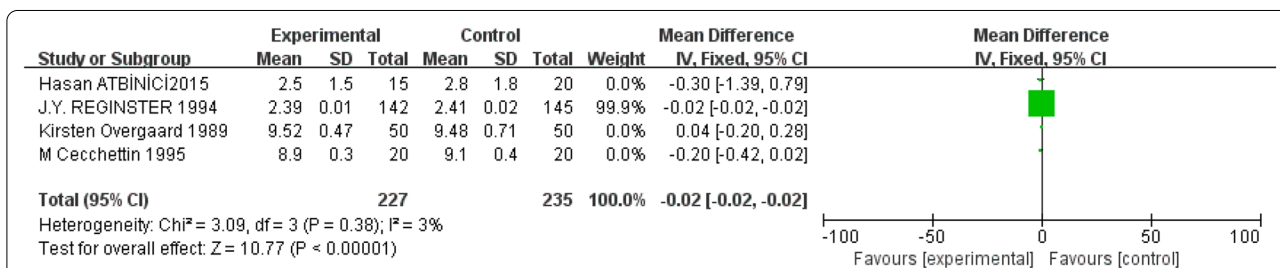 Experimental Control Mean Difference Mean Difference
Study or Subgroup Mean SD Total Mean SD Total Weight IV, Fixed, 95% CI IV, Fixed, 95% CI
Hasan ATBİNİCİ2015 2.5 1.5 15 2.8 1.8 20 0.0% -0.30 [-1.39, 0.79]
J.Y. REGINSTER 1994 2.39 0.01 142 2.41 0.02 145 99.9% -0.02 [-0.02, -0.02]
Kirsten Overgaard 1989 9.52 0.47 50 9.48 0.71 50 0.0% 0.04 [-0.20, 0.28]
M Cecchettin 1995 8.9 0.3 20 9.1 0.4 20 0.0% -0.20 [-0.42, 0.02]
Total (95% CI) 227 235 100.0% -0.02 [-0.02, -0.02]
Heterogeneity: Chi² = 3.09, df = 3 (P = 0.38); I² = 3%
Test for overall effect: Z = 10.77 (P < 0.00001)
-100 -50 0 50 100
Favours [experimental] Favours [control]